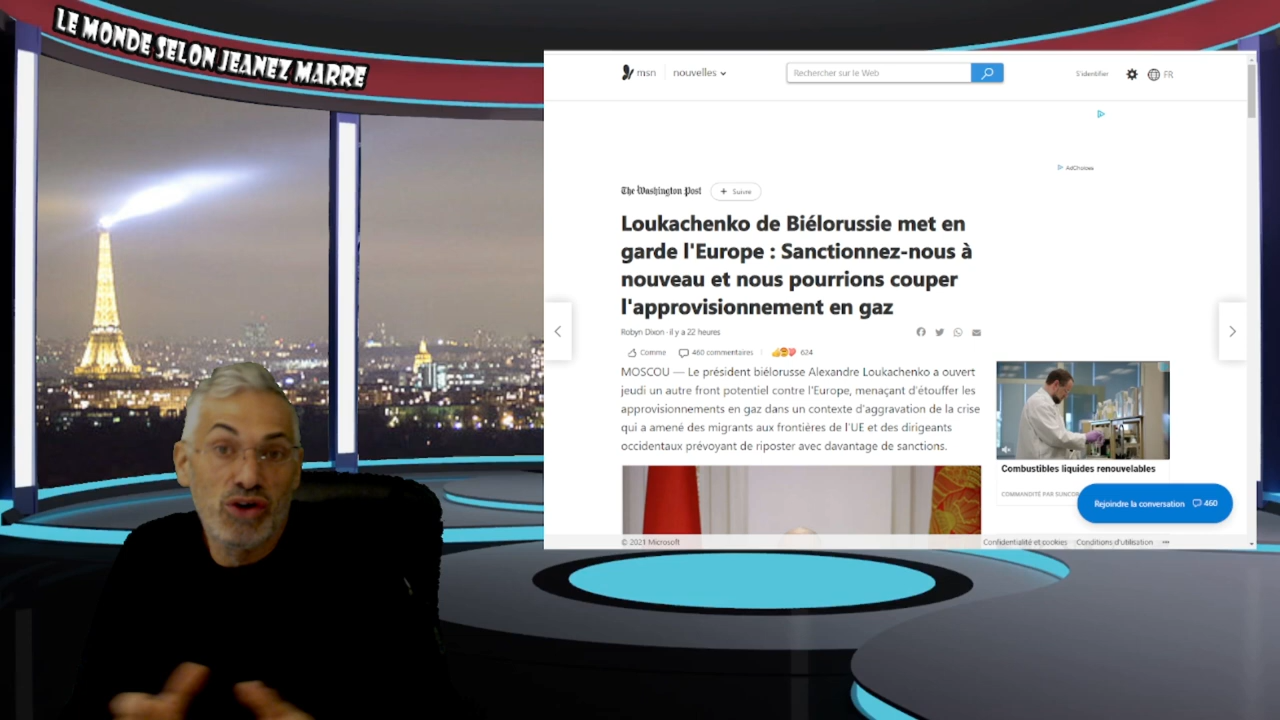 LE MONDE SELON JEANEZ MARRE
msn nouvelles
Rechercher sur le Web
S'identifier
FR
AdChoices
The Washington Post
+ Suivre
Loukachenko de Biélorussie met en
garde l'Europe : Sanctionnez-nous à
nouveau et nous pourrions couper
l'approvisionnement en gaz
Robyn Dixon · il y a 22 heures
Comme 460 commentaires 624
MOSCOU — Le président biélorusse Alexandre Loukachenko a ouvert
jeudi un autre front potentiel contre l'Europe, menaçant d'étouffer les
approvisionnements en gaz dans un contexte d'aggravation de la crise
qui a amené des migrants aux frontières de l'UE et des dirigeants
occidentaux prévoyant de riposter avec davantage de sanctions.
Combustibles liquides renouvelables
COMMANDITÉ PAR SUNCOR
Rejoindre la conversation 460
© 2021 Microsoft
Confidentialité et cookies Conditions d'utilisation ···